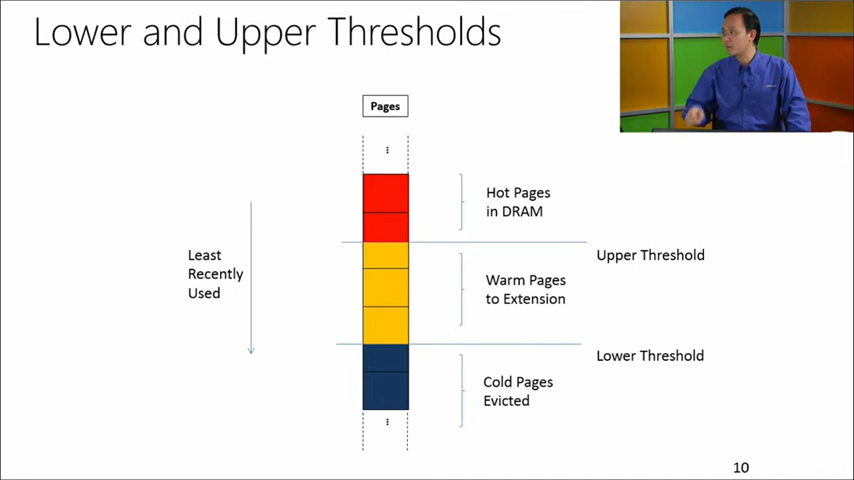 Lower and Upper Thresholds
Pages
Hot Pages
in DRAM
Upper Threshold
Least
Recently
Used
Warm Pages
to Extension
Lower Threshold
Cold Pages
Evicted
10